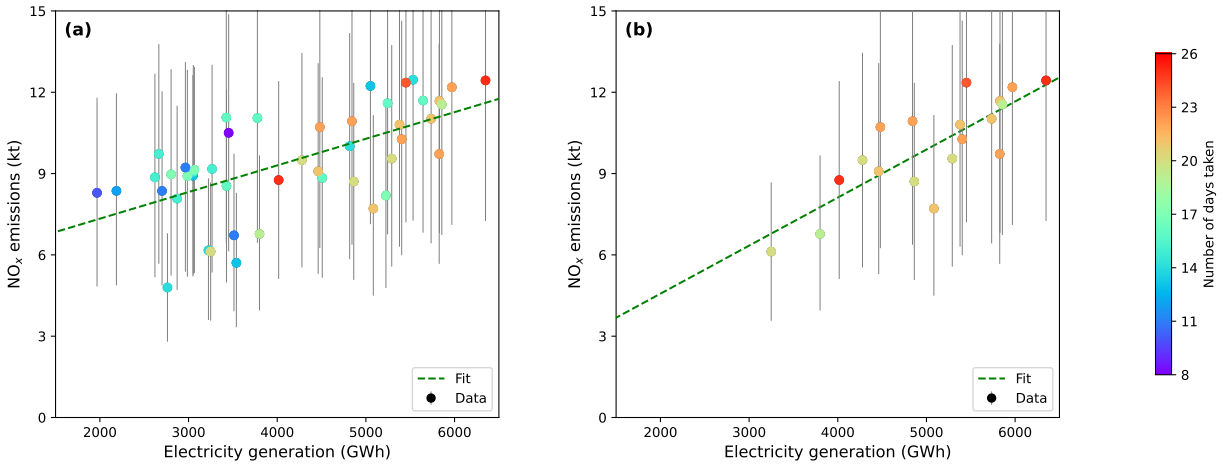 (a)
15
12
9
6
3
0
NOx emissions (kt)
2000 3000 4000 5000 6000
Electricity generation (GWh)
Fit
Data
(b)
15
12
9
6
3
0
NOx emissions (kt)
2000 3000 4000 5000 6000
Electricity generation (GWh)
Fit
Data
26
23
20
17
14
11
8
Number of days taken